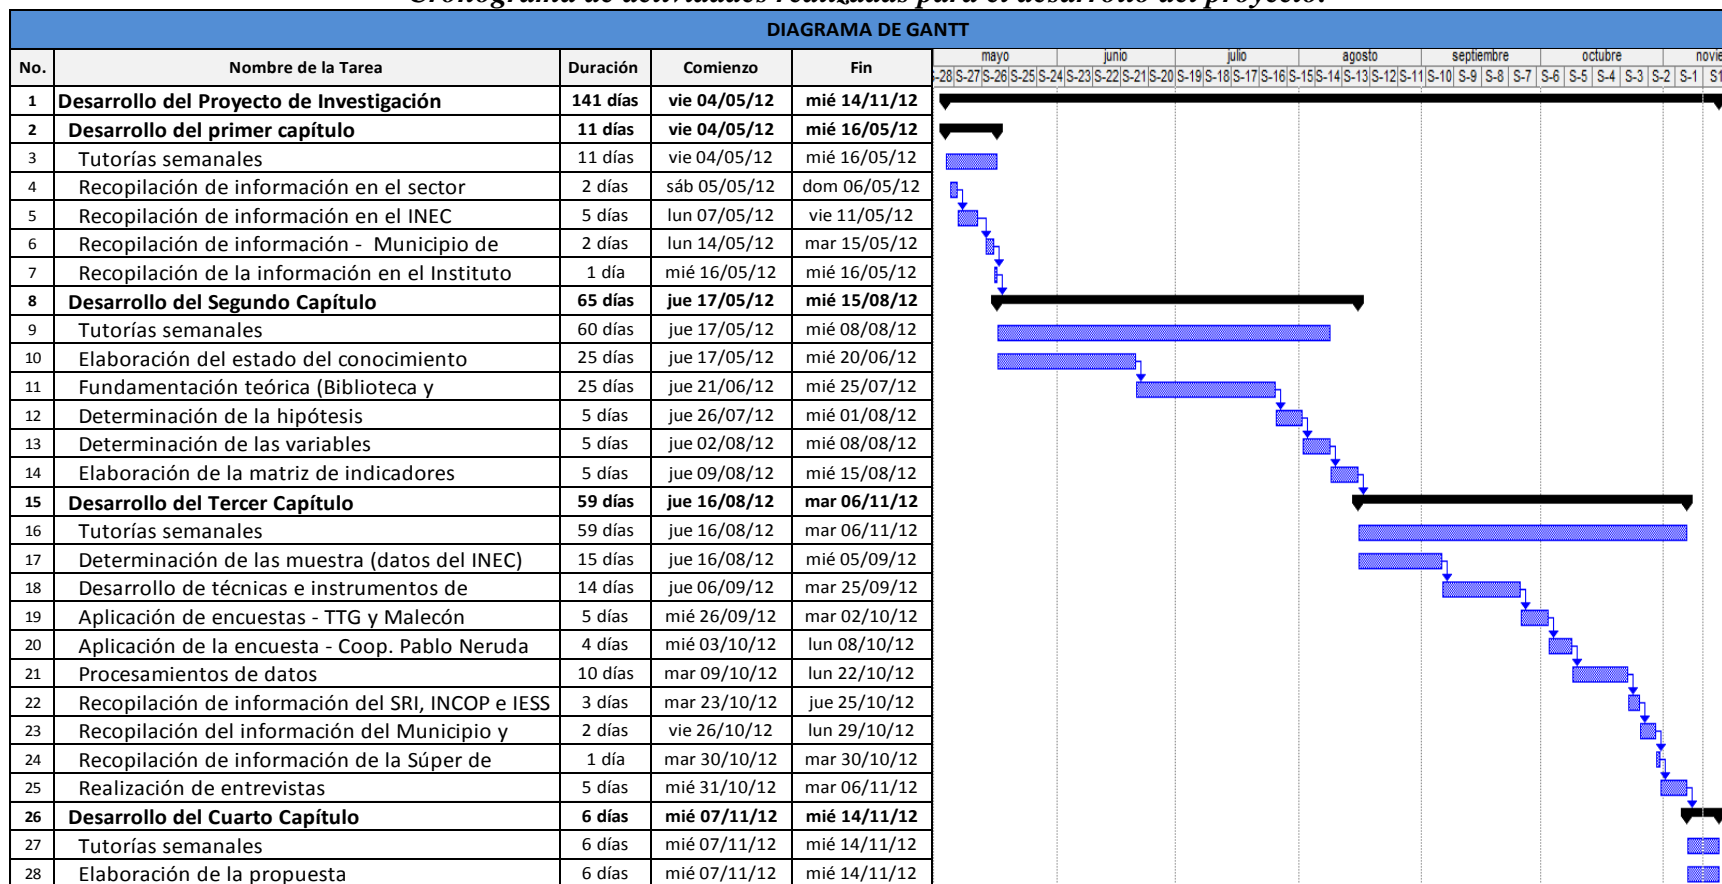 Cronograma de actividades realizadas para el desarrollo del proyecto.
DIAGRAMA DE GANTT
No. Nombre de la Tarea Duración Comienzo Fin
mayo junio julio agosto septiembre octubre novie
-28 S-27 S-26 S-25 S-24 S-23 S-22 S-21 S-20 S-19 S-18 S-17 S-16 S-15 S-14 S-13 S-12 S-11 S-10 S-9 S-8 S-7 S-6 S-5 S-4 S-3 S-2 S-1 S1
1 Desarrollo del Proyecto de Investigación 141 días vie 04/05/12 mié 14/11/12
2 Desarrollo del primer capítulo 11 días vie 04/05/12 mié 16/05/12
3 Tutorías semanales 11 días vie 04/05/12 mié 16/05/12
4 Recopilación de información en el sector 2 días sáb 05/05/12 dom 06/05/12
5 Recopilación de información en el INEC 5 días lun 07/05/12 vie 11/05/12
6 Recopilación de información - Municipio de 2 días lun 14/05/12 mar 15/05/12
7 Recopilación de la información en el Instituto 1 día mié 16/05/12 mié 16/05/12
8 Desarrollo del Segundo Capítulo 65 días jue 17/05/12 mié 15/08/12
9 Tutorías semanales 60 días jue 17/05/12 mié 08/08/12
10 Elaboración del estado del conocimiento 25 días jue 17/05/12 mié 20/06/12
11 Fundamentación teórica (Biblioteca y 25 días jue 21/06/12 mié 25/07/12
12 Determinación de la hipótesis 5 días jue 26/07/12 mié 01/08/12
13 Determinación de las variables 5 días jue 02/08/12 mié 08/08/12
14 Elaboración de la matriz de indicadores 5 días jue 09/08/12 mié 15/08/12
15 Desarrollo del Tercer Capítulo 59 días jue 16/08/12 mar 06/11/12
16 Tutorías semanales 59 días jue 16/08/12 mar 06/11/12
17 Determinación de las muestra (datos del INEC) 15 días jue 16/08/12 mié 05/09/12
18 Desarrollo de técnicas e instrumentos de 14 días jue 06/09/12 mar 25/09/12
19 Aplicación de encuestas - TTG y Malecón 5 días mié 26/09/12 mar 02/10/12
20 Aplicación de la encuesta - Coop. Pablo Neruda 4 días mié 03/10/12 lun 08/10/12
21 Procesamientos de datos 10 días mar 09/10/12 lun 22/10/12
22 Recopilación de información del SRI, INCOP e IESS 3 días mar 23/10/12 jue 25/10/12
23 Recopilación del información del Municipio y 2 días vie 26/10/12 lun 29/10/12
24 Recopilación de información de la Súper de 1 día mar 30/10/12 mar 30/10/12
25 Realización de entrevistas 5 días mié 31/10/12 mar 06/11/12
26 Desarrollo del Cuarto Capítulo 6 días mié 07/11/12 mié 14/11/12
27 Tutorías semanales 6 días mié 07/11/12 mié 14/11/12
28 Elaboración de la propuesta 6 días mié 07/11/12 mié 14/11/12